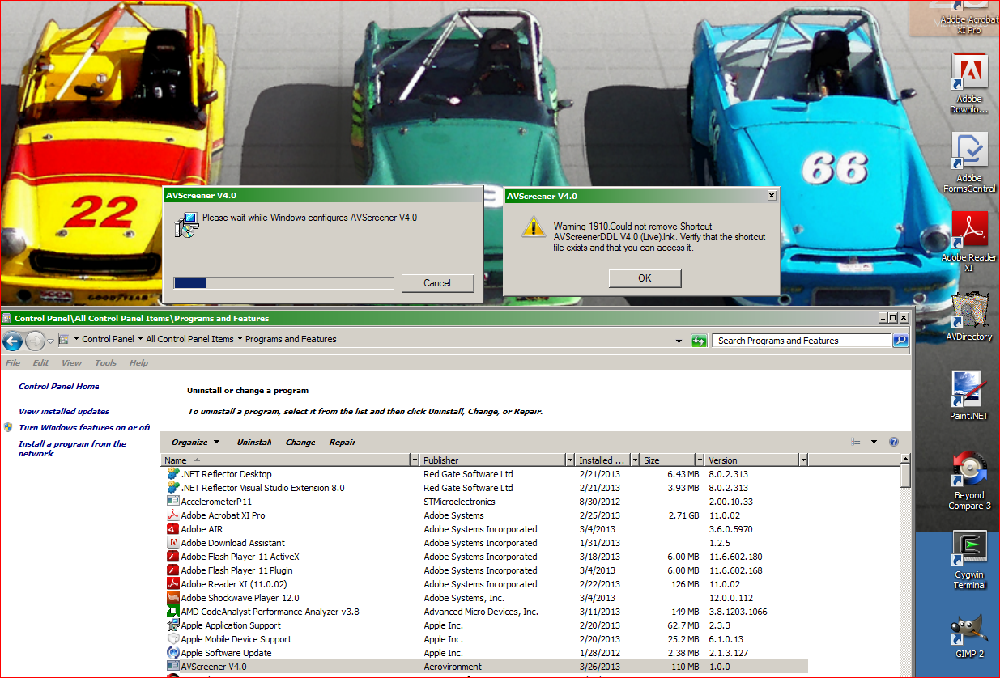 Adobe Acrobat
XI Pro
Adobe
Downlo...
Adobe
FormsCentral
Adobe Reader
XI
AVDirectory
Paint.NET
Beyond
Compare 3
Cygwin
Terminal
GIMP 2
22
66
GOODYEAR
AVScreener V4.0
Please wait while Windows configures AVScreener V4.0
Cancel
AVScreener V4.0
Warning 1910.Could not remove Shortcut
AVScreenerDDL V4.0 (Live).lnk. Verify that the shortcut
file exists and that you can access it.
OK
Control Panel\All Control Panel Items\Programs and Features
Control Panel All Control Panel Items Programs and Features
Search Programs and Features
File Edit View Tools Help
Control Panel Home
View installed updates
Turn Windows features on or off
Install a program from the
network
Uninstall or change a program
To uninstall a program, select it from the list and then click Uninstall, Change, or Repair.
Organize Uninstall Change Repair
Name Publisher Installed ... Size Version
.NET Reflector Desktop Red Gate Software Ltd 2/21/2013 6.43 MB 8.0.2.313
.NET Reflector Visual Studio Extension 8.0 Red Gate Software Ltd 2/21/2013 3.93 MB 8.0.2.313
AccelerometerP11 STMicroelectronics 8/30/2012 2.00.10.33
Adobe Acrobat XI Pro Adobe Systems 2/25/2013 2.71 GB 11.0.02
Adobe AIR Adobe Systems Incorporated 3/4/2013 3.6.0.5970
Adobe Download Assistant Adobe Systems Incorporated 1/31/2013 1.2.5
Adobe Flash Player 11 ActiveX Adobe Systems Incorporated 3/18/2013 6.00 MB 11.6.602.180
Adobe Flash Player 11 Plugin Adobe Systems Incorporated 3/4/2013 6.00 MB 11.6.602.168
Adobe Reader XI (11.0.02) Adobe Systems Incorporated 2/22/2013 126 MB 11.0.02
Adobe Shockwave Player 12.0 Adobe Systems, Inc. 3/4/2013 12.0.0.112
AMD CodeAnalyst Performance Analyzer v3.8 Advanced Micro Devices, Inc. 3/11/2013 149 MB 3.8.1203.1066
Apple Application Support Apple Inc. 2/20/2013 62.7 MB 2.3.3
Apple Mobile Device Support Apple Inc. 2/20/2013 25.2 MB 6.1.0.13
Apple Software Update Apple Inc. 1/28/2012 2.38 MB 2.1.3.127
AVScreener V4.0 Aerovironment 3/26/2013 110 MB 1.0.0